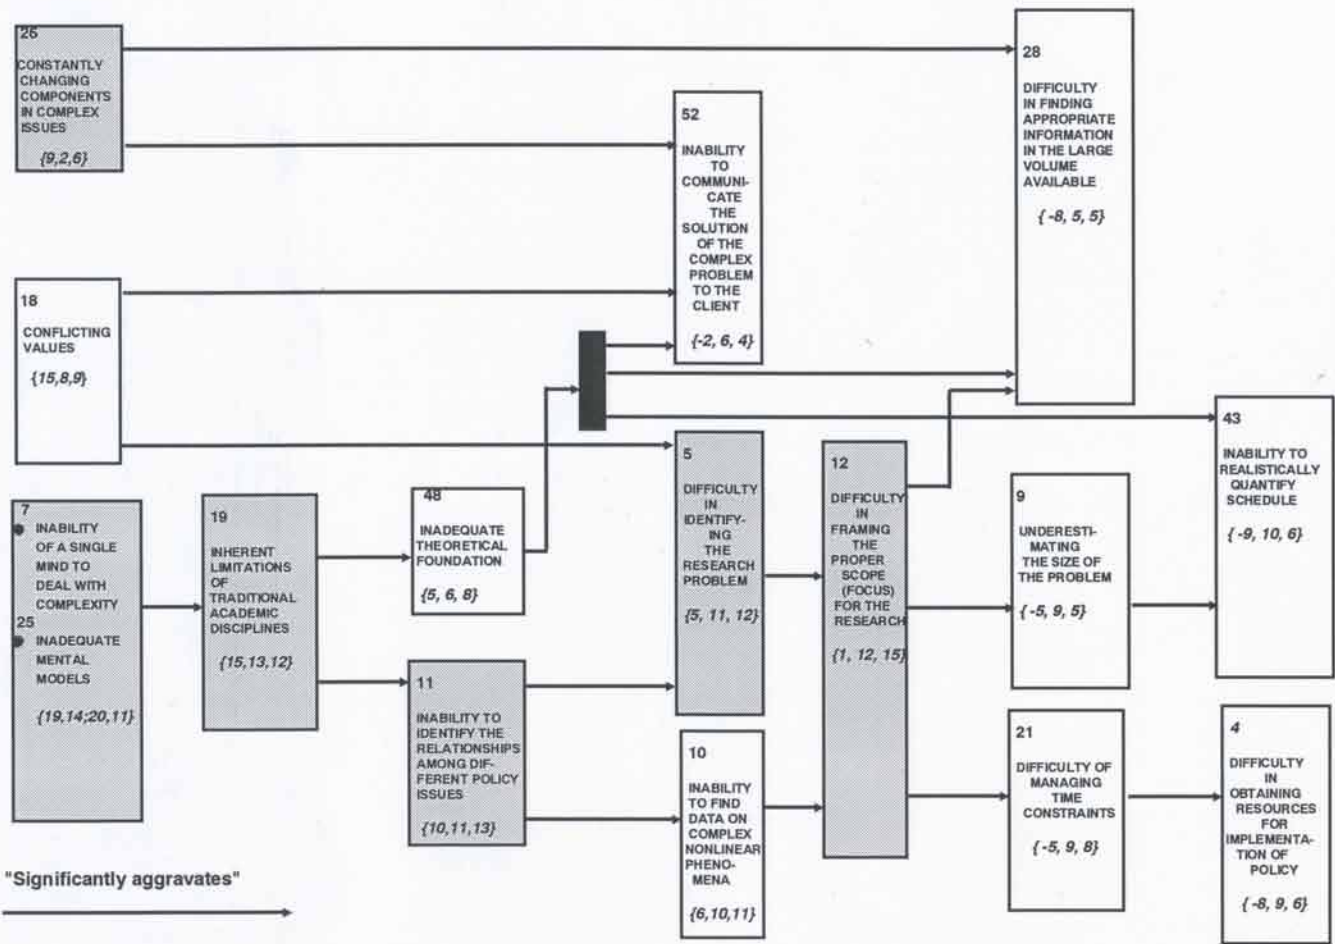 26
CONSTANTLY
CHANGING
COMPONENTS
IN COMPLEX
ISSUES
{9,2,6}
18
CONFLICTING
VALUES
{15,8,9}
7
INABILITY
OF A SINGLE
MIND TO
DEAL WITH
COMPLEXITY
25
INADEQUATE
MENTAL
MODELS
{19,14;20,11}
19
INHERENT
LIMITATIONS
OF
TRADITIONAL
ACADEMIC
DISCIPLINES
{15,13,12}
48
INADEQUATE
THEORETICAL
FOUNDATION
{5, 6, 8}
11
INABILITY TO
IDENTIFY THE
RELATIONSHIPS
AMONG DIF-
FERENT POLICY
ISSUES
{10,11,13}
52
INABILITY
TO
COMMUNI-
CATE
THE
SOLUTION
OF THE
COMPLEX
PROBLEM
TO THE
CLIENT
{-2, 6, 4}
5
DIFFICULTY
IN
IDENTIFY-
ING
THE
RESEARCH
PROBLEM
{5, 11, 12}
10
INABILITY
TO FIND
DATA ON
COMPLEX
NONLINEAR
PHENO-
MENA
{6,10,11}
12
DIFFICULTY
IN
FRAMING
THE
PROPER
SCOPE
(FOCUS)
FOR THE
RESEARCH
{1, 12, 15}
28
DIFFICULTY
IN FINDING
APPROPRIATE
INFORMATION
IN THE LARGE
VOLUME
AVAILABLE
{ -8, 5, 5}
9
UNDERESTI-
MATING
THE SIZE OF
THE PROBLEM
{ -5, 9, 5}
21
DIFFICULTY OF
MANAGING
TIME
CONSTRAINTS
{ -5, 9, 8}
43
INABILITY TO
REALISTICALLY
QUANTIFY
SCHEDULE
{ -9, 10, 6}
4
DIFFICULTY
IN
OBTAINING
RESOURCES
FOR
IMPLEMENTA-
TION OF
POLICY
{ -8, 9, 6}
"Significantly aggravates"